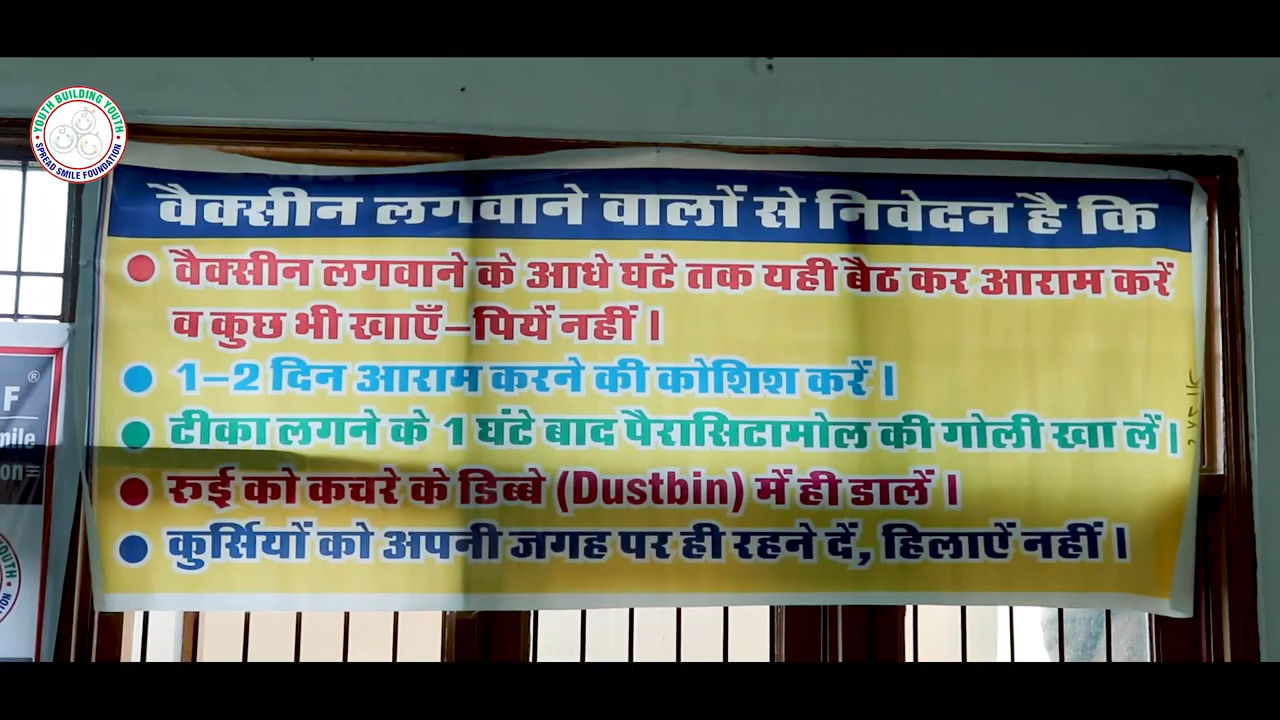 YOUTH BUILDING YOUTH
SPREAD SMILE FOUNDATION
वैक्सीन लगवाने वालों से निवेदन है कि
वैक्सीन लगवाने के आधे घंटे तक यही बैठ कर आराम करें
व कुछ भी खाएँ–पियें नहीं।
1–2 दिन आराम करने की कोशिश करें।
टीका लगने के 1 घंटे बाद पैरासिटामोल की गोली खा लें।
रूई को कचरे के डिब्बे (Dustbin) में ही डालें।
कुर्सियों को अपनी जगह पर ही रहने दें, हिलाऐं नहीं।
F ®